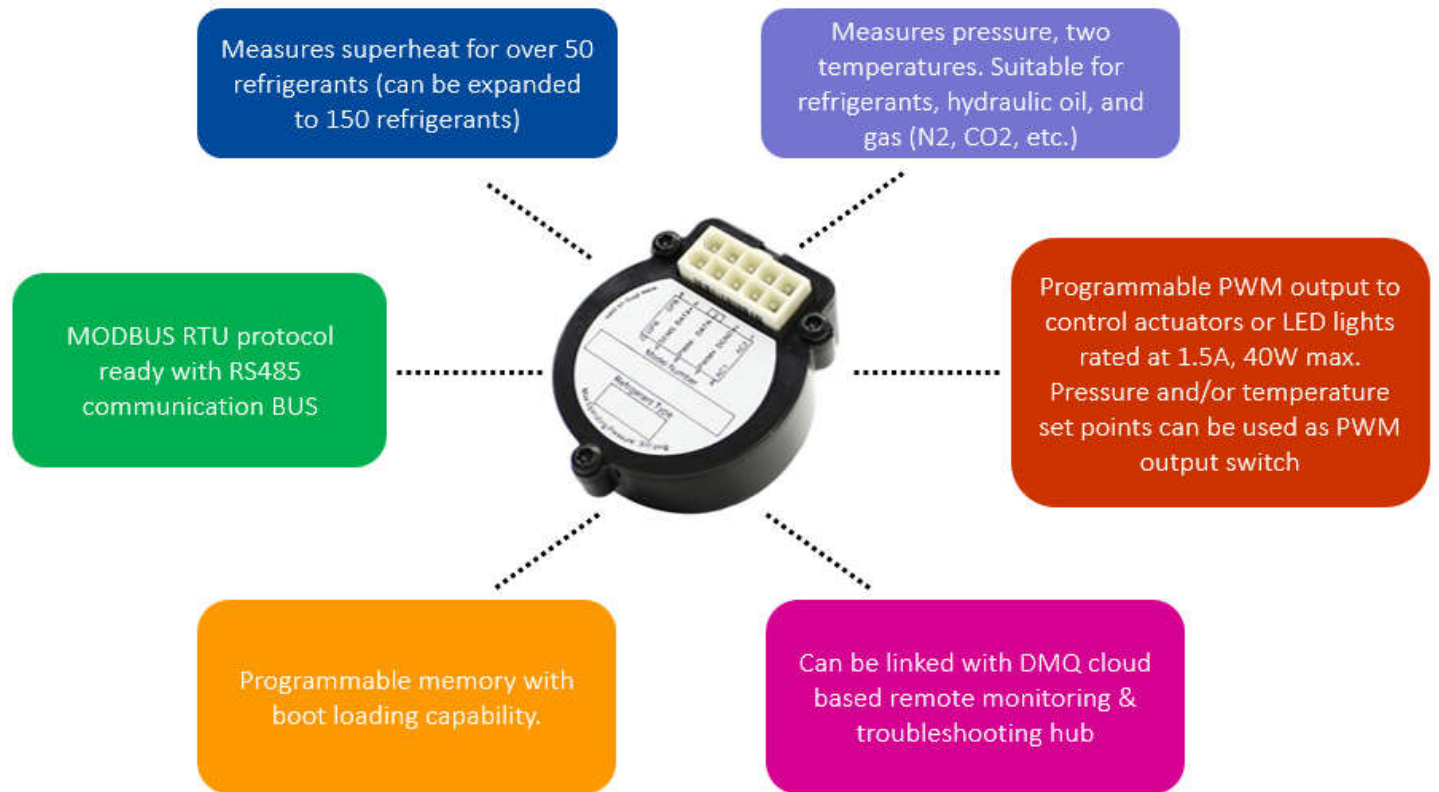 Measures superheat for over 50
refrigerants (can be expanded
to 150 refrigerants)
Measures pressure, two
temperatures. Suitable for
refrigerants, hydraulic oil, and
gas (N2, CO2, etc.)
MODBUS RTU protocol
ready with RS485
communication BUS
Programmable PWM output to
control actuators or LED lights
rated at 1.5A, 40W max.
Pressure and/or temperature
set points can be used as PWM
output switch
Model Number
Refrigerant Type
Programmable memory with
boot loading capability.
Can be linked with DMQ cloud
based remote monitoring &
troubleshooting hub